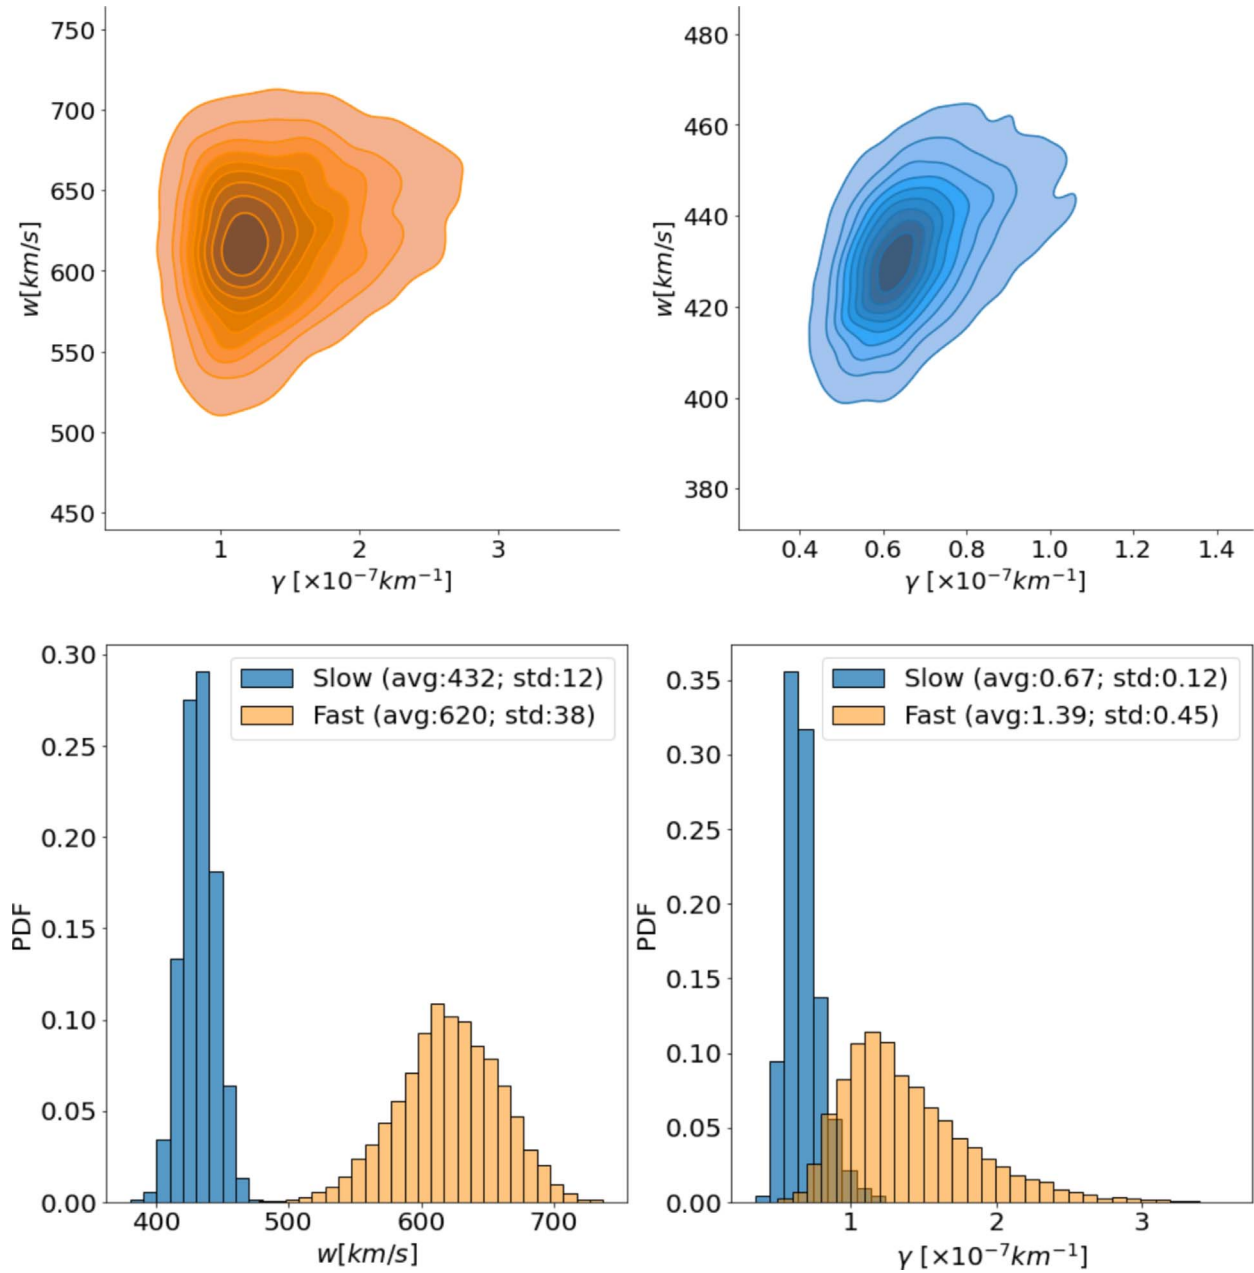 750
700
650
600
550
500
450
w[km/s]
1 2 3
γ [×10⁻⁷km⁻¹]
480
460
440
420
400
380
w[km/s]
0.4 0.6 0.8 1.0 1.2 1.4
γ [×10⁻⁷km⁻¹]
0.30
0.25
0.20
0.15
0.10
0.05
0.00
PDF
Slow (avg:432; std:12)
Fast (avg:620; std:38)
400 500 600 700
w[km/s]
0.35
0.30
0.25
0.20
0.15
0.10
0.05
0.00
PDF
Slow (avg:0.67; std:0.12)
Fast (avg:1.39; std:0.45)
1 2 3
γ [×10⁻⁷km⁻¹]